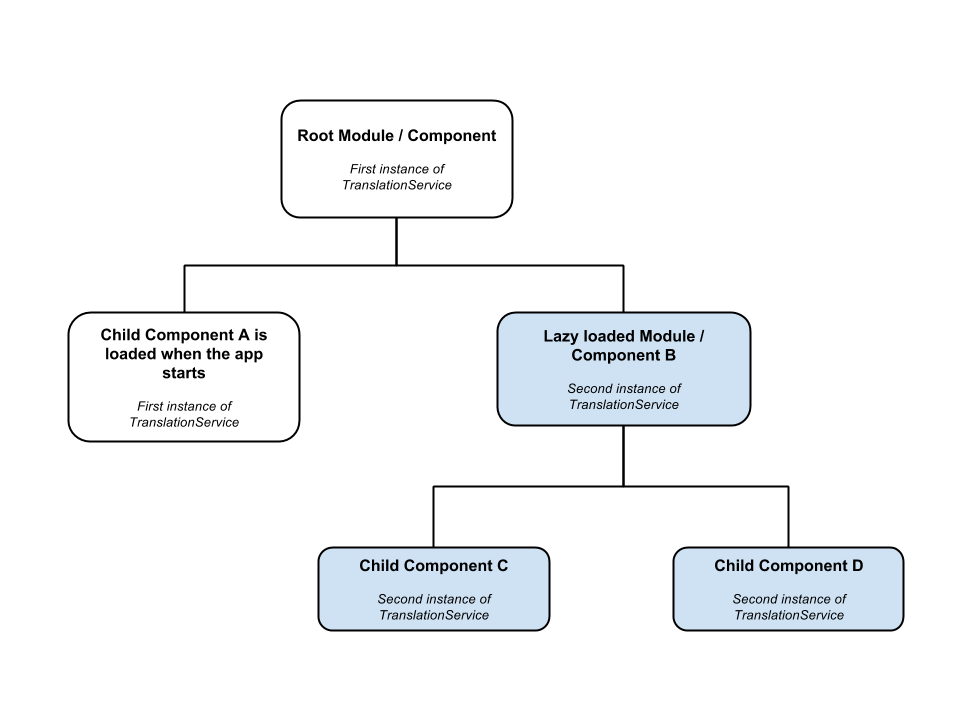 Root Module / Component
First instance of
TranslationService
Child Component A is
loaded when the app
starts
First instance of
TranslationService
Lazy loaded Module /
Component B
Second instance of
TranslationService
Child Component C
Second instance of
TranslationService
Child Component D
Second instance of
TranslationService